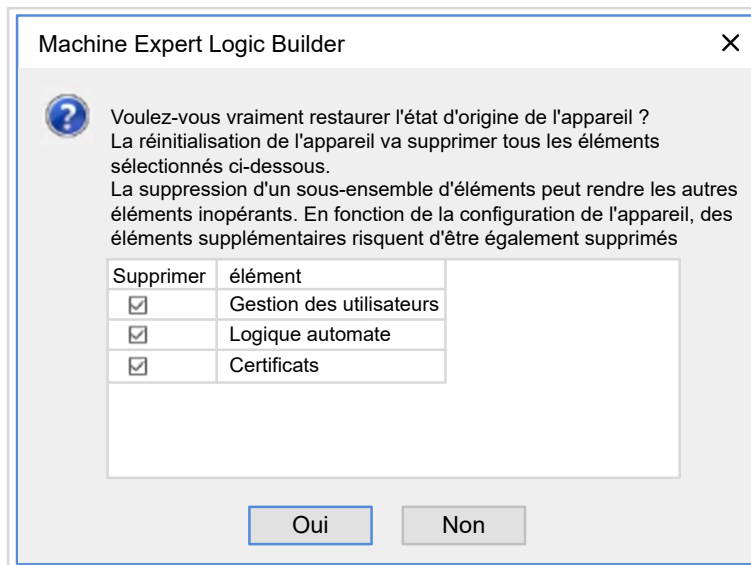 Machine Expert Logic Builder
Voulez-vous vraiment restaurer l'état d'origine de l'appareil ?
La réinitialisation de l'appareil va supprimer tous les éléments
sélectionnés ci-dessous.
La suppression d'un sous-ensemble d'éléments peut rendre les autres
éléments inopérants. En fonction de la configuration de l'appareil, des
éléments supplémentaires risquent d'être également supprimés
Supprimer élément
Gestion des utilisateurs
Logique automate
Certificats
Oui Non